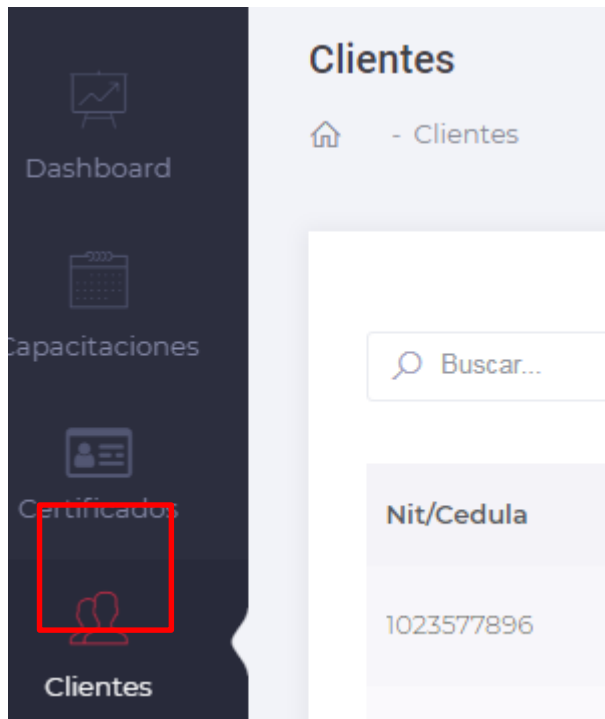 Dashboard
Capacitaciones
Certificados
Clientes
Clientes
- Clientes
Buscar...
Nit/Cedula
1023577896